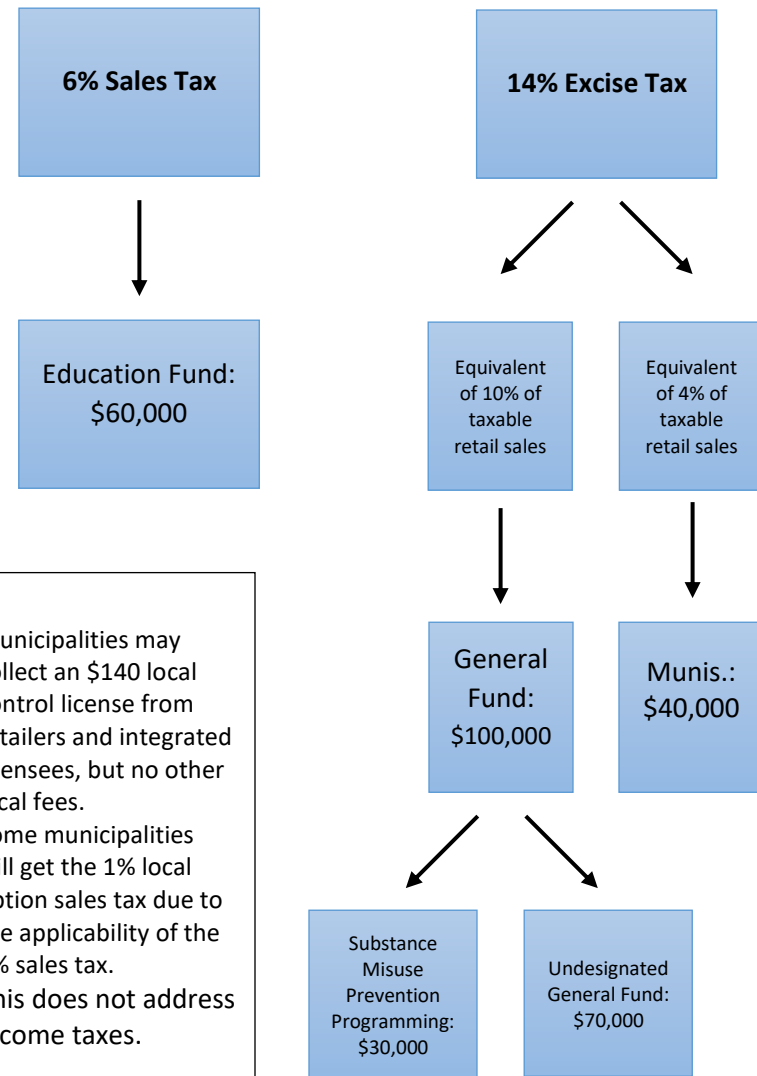 6% Sales Tax
14% Excise Tax
Education Fund:
$60,000
Equivalent
of 10% of
taxable
retail sales
Equivalent
of 4% of
taxable
retail sales
unicipalities may
ollect an $140 local
ontrol license from
tailers and integrated
ensees, but no other
cal fees.
ome municipalities
ill get the 1% local
ption sales tax due to
e applicability of the
% sales tax.
his does not address
come taxes.
General
Fund:
$100,000
Munis.:
$40,000
Substance
Misuse
Prevention
Programming:
$30,000
Undesignated
General Fund:
$70,000